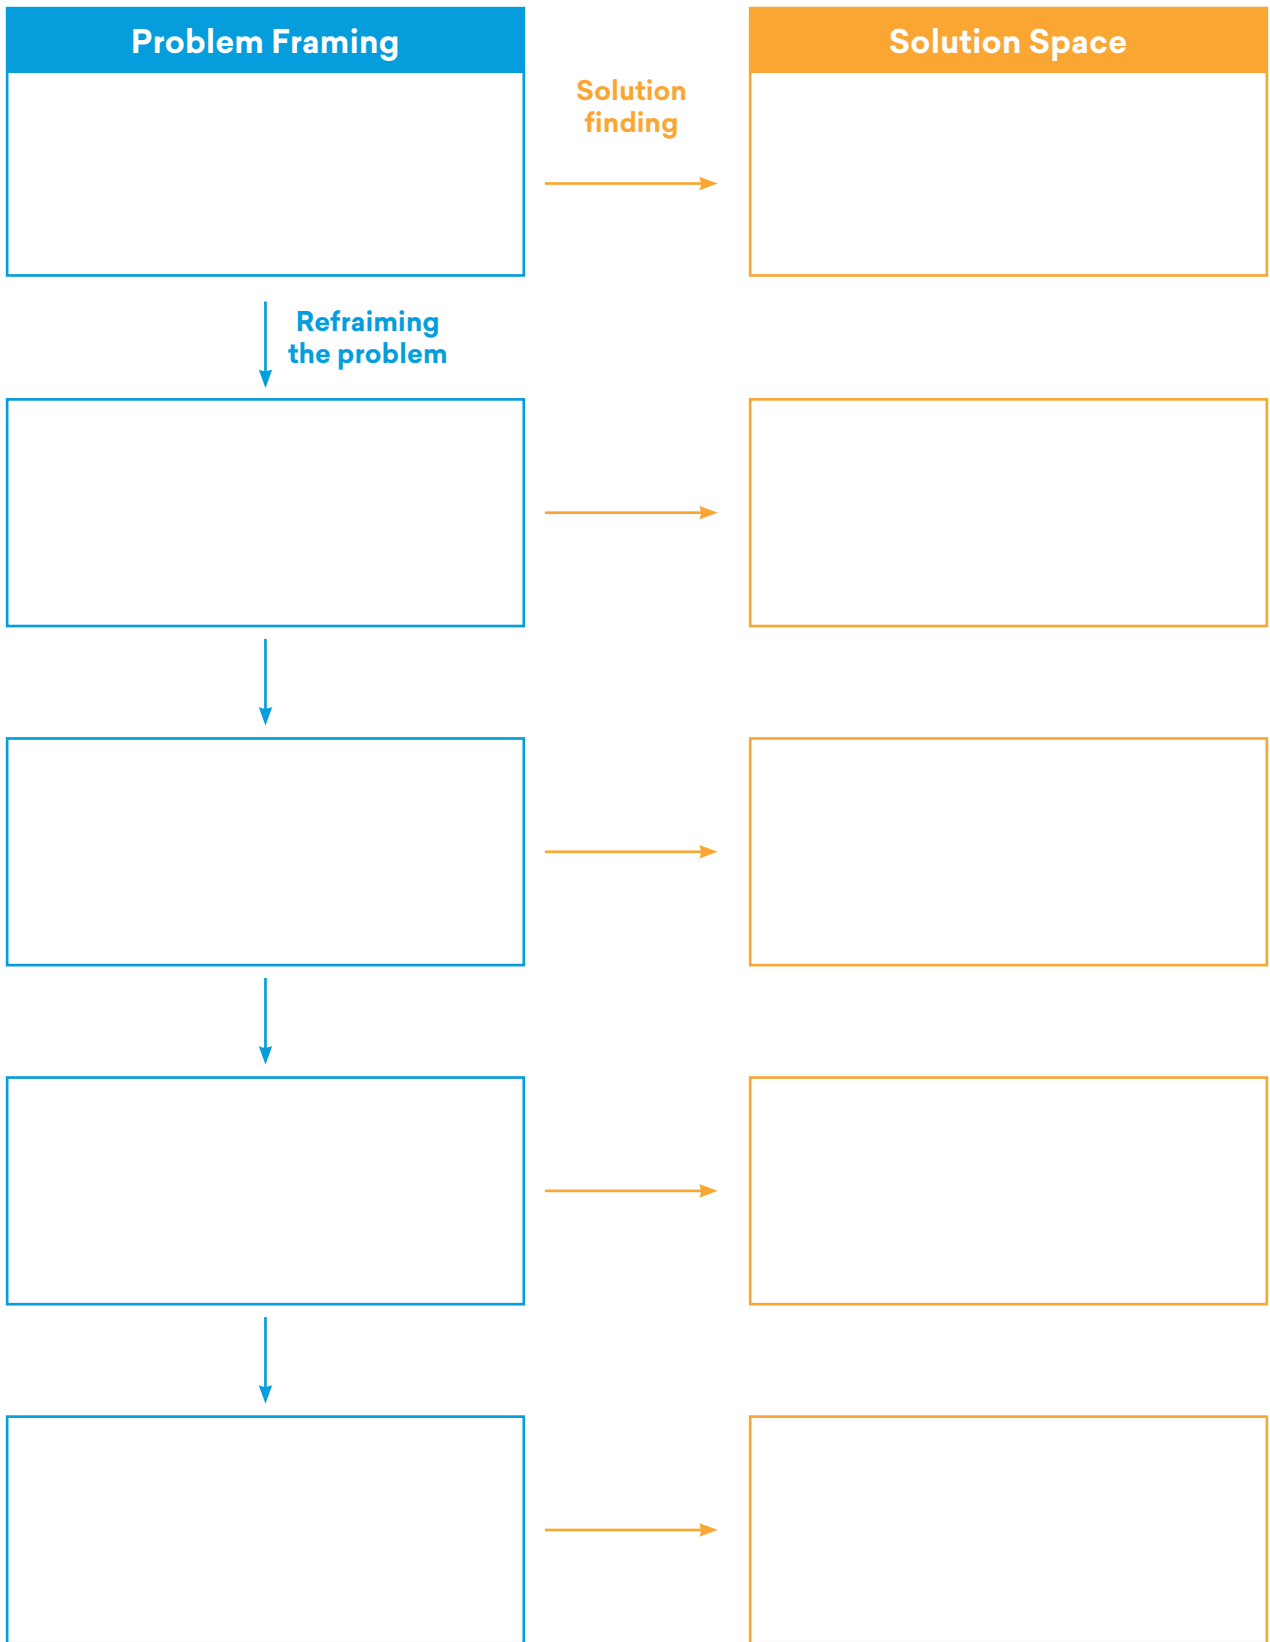 Problem Framing
Solution Space
Solution
finding
Refraiming
the problem